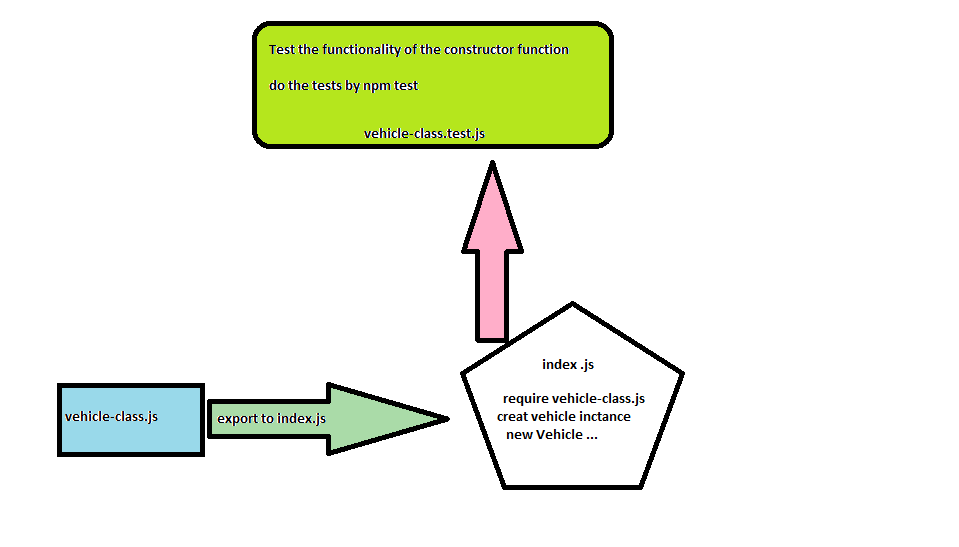 Test the functionality of the constructor function
do the tests by npm test
vehicle-class.test.js
index .js
require vehicle-class.js
creat vehicle inctance
new Vehicle ...
vehicle-class.js
export to index.js